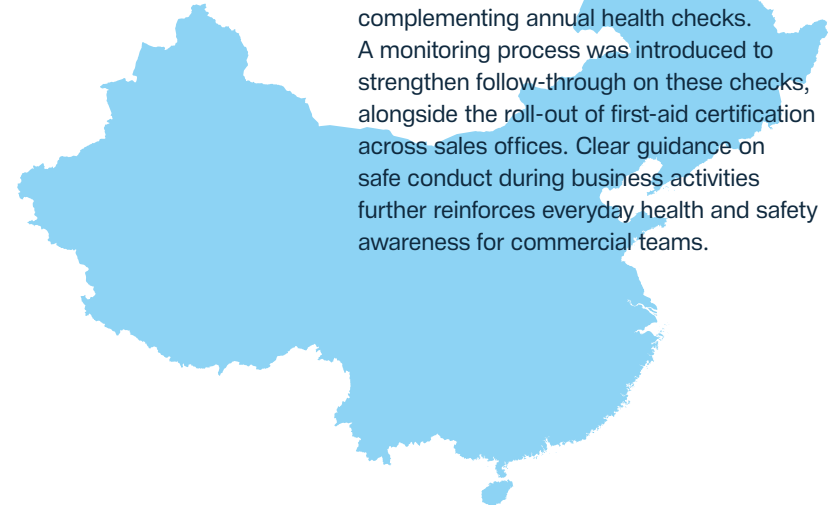 complementing annual health checks.
A monitoring process was introduced to
strengthen follow-through on these checks,
alongside the roll-out of first-aid certification
across sales offices. Clear guidance on
safe conduct during business activities
further reinforces everyday health and safety
awareness for commercial teams.